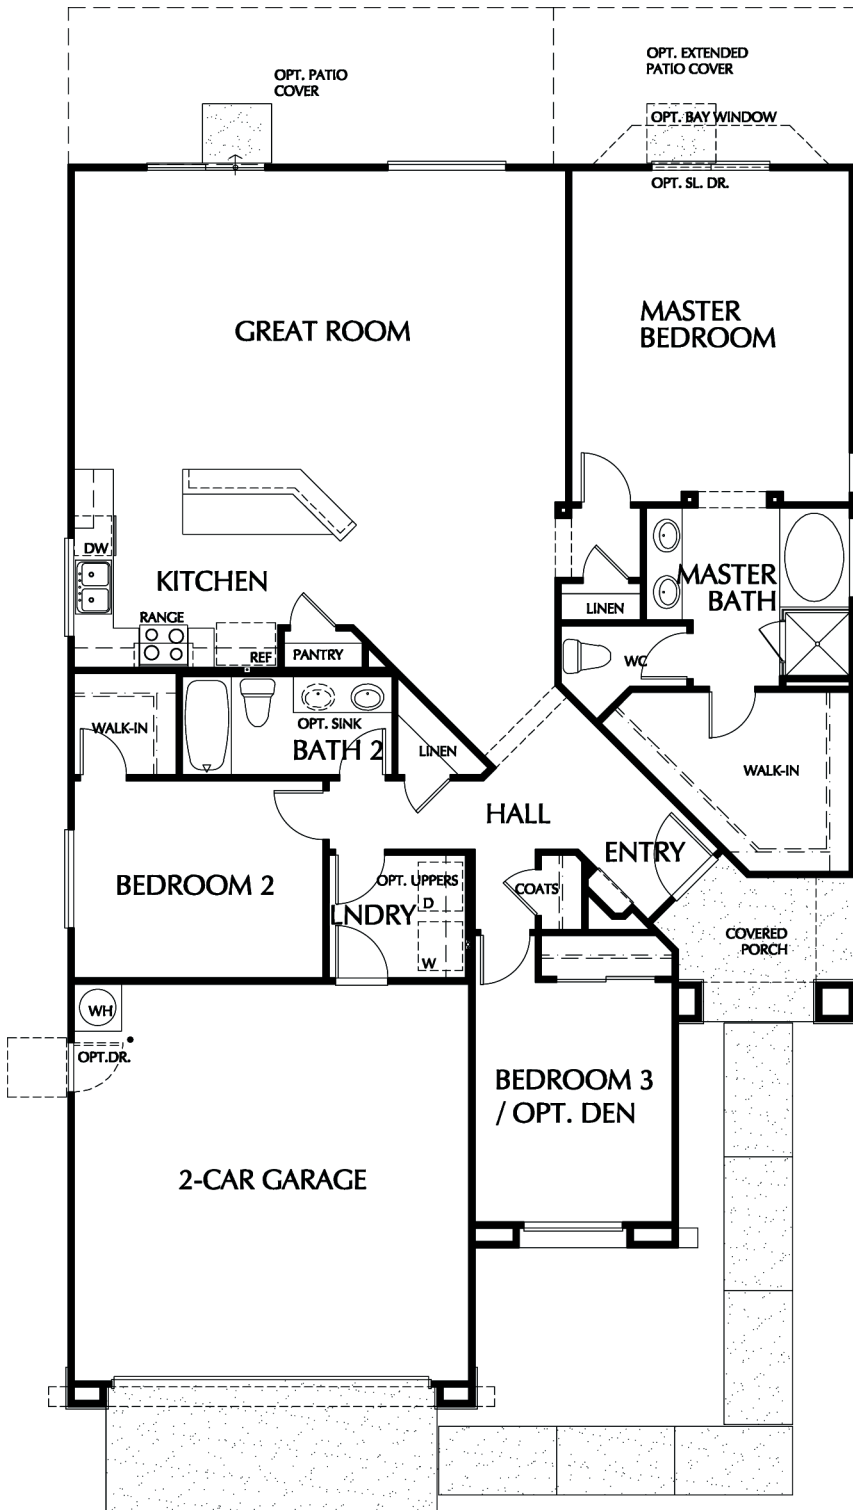 OPT. PATIO
COVER
OPT. EXTENDED
PATIO COVER
OPT. BAY WINDOW
OPT. SL. DR.
GREAT ROOM
MASTER
BEDROOM
DW
KITCHEN
RANGE
REF
PANTRY
LINEN
MASTER
BATH
WC
WALK-IN
OPT. SINK
BATH 2
LINEN
WALK-IN
HALL
ENTRY
BEDROOM 2
OPT. UPPERS
D
LNDRY
W
COATS
COVERED
PORCH
WH
OPT.DR.
BEDROOM 3
/ OPT. DEN
2-CAR GARAGE